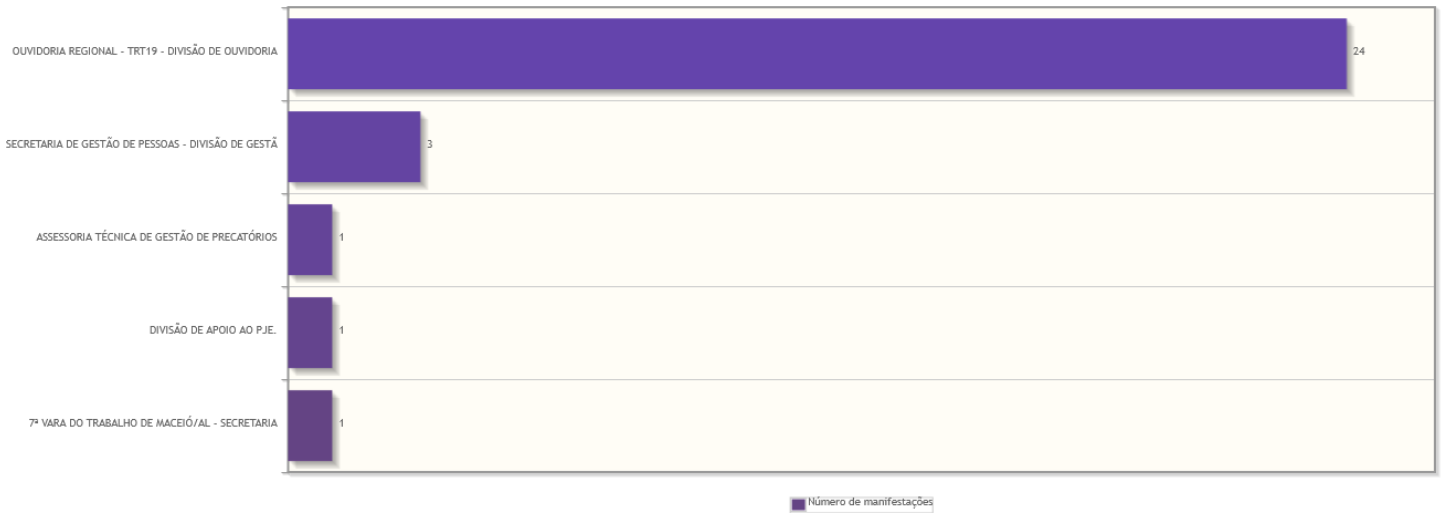 OUVIDORIA REGIONAL - TRT19 - DIVISÃO DE OUVIDORIA
24
SECRETARIA DE GESTÃO DE PESSOAS - DIVISÃO DE GESTÃ
3
ASSESSORIA TÉCNICA DE GESTÃO DE PRECATÓRIOS
1
DIVISÃO DE APOIO AO PJE.
1
7ª VARA DO TRABALHO DE MACEIÓ/AL - SECRETARIA
1
Número de manifestações